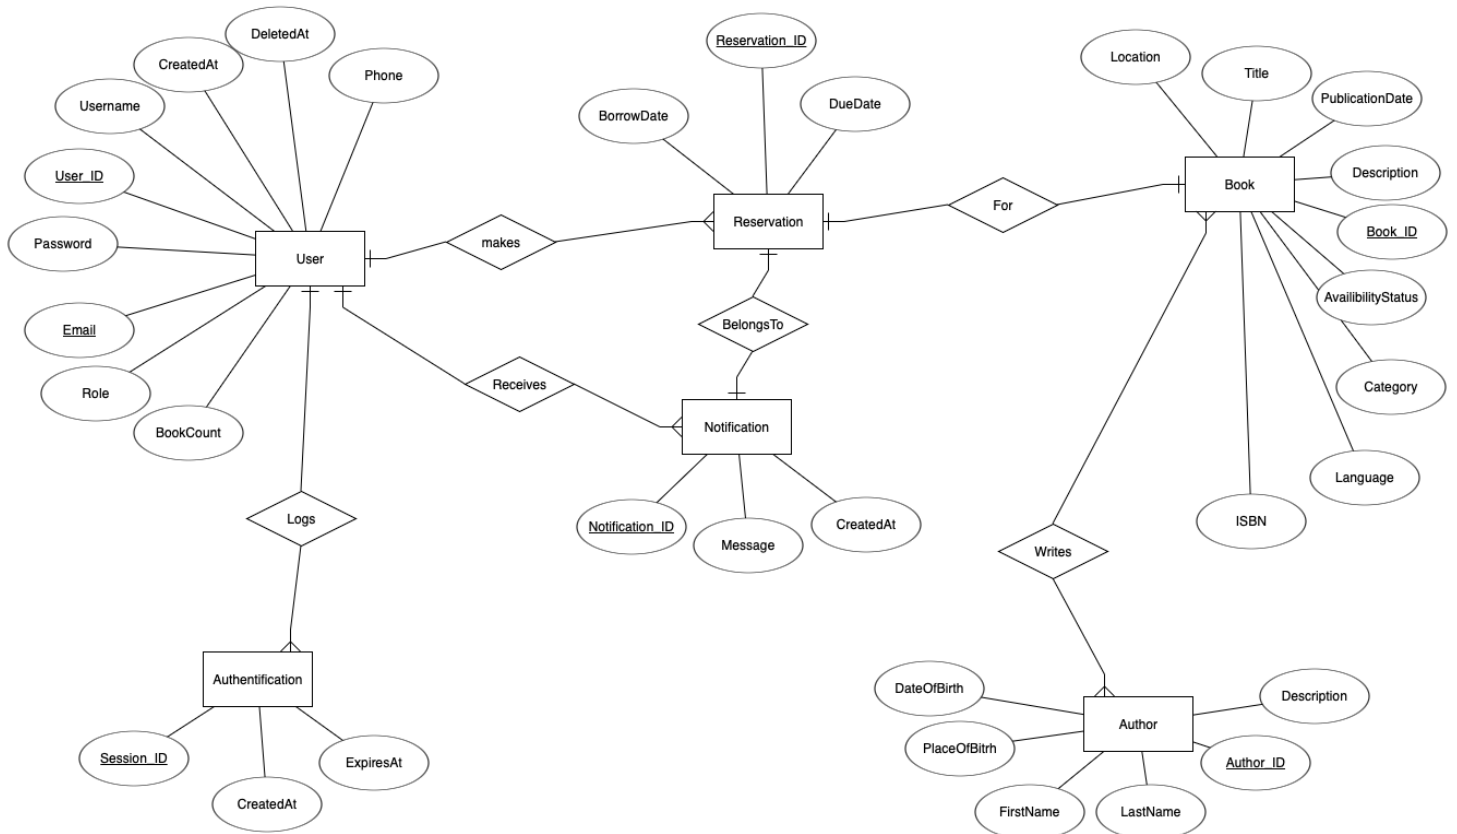 DeletedAt
CreatedAt
Phone
Username
User_ID
Password
Email
Role
BookCount
User
makes
Reservation_ID
BorrowDate
DueDate
Reservation
For
Location
Title
PublicationDate
Description
Book_ID
AvailibilityStatus
Category
Language
ISBN
Book
BelongsTo
Receives
Notification
Notification_ID
Message
CreatedAt
Logs
Writes
Authentification
Session_ID
CreatedAt
ExpiresAt
DateOfBirth
PlaceOfBitrh
FirstName
LastName
Author_ID
Description
Author